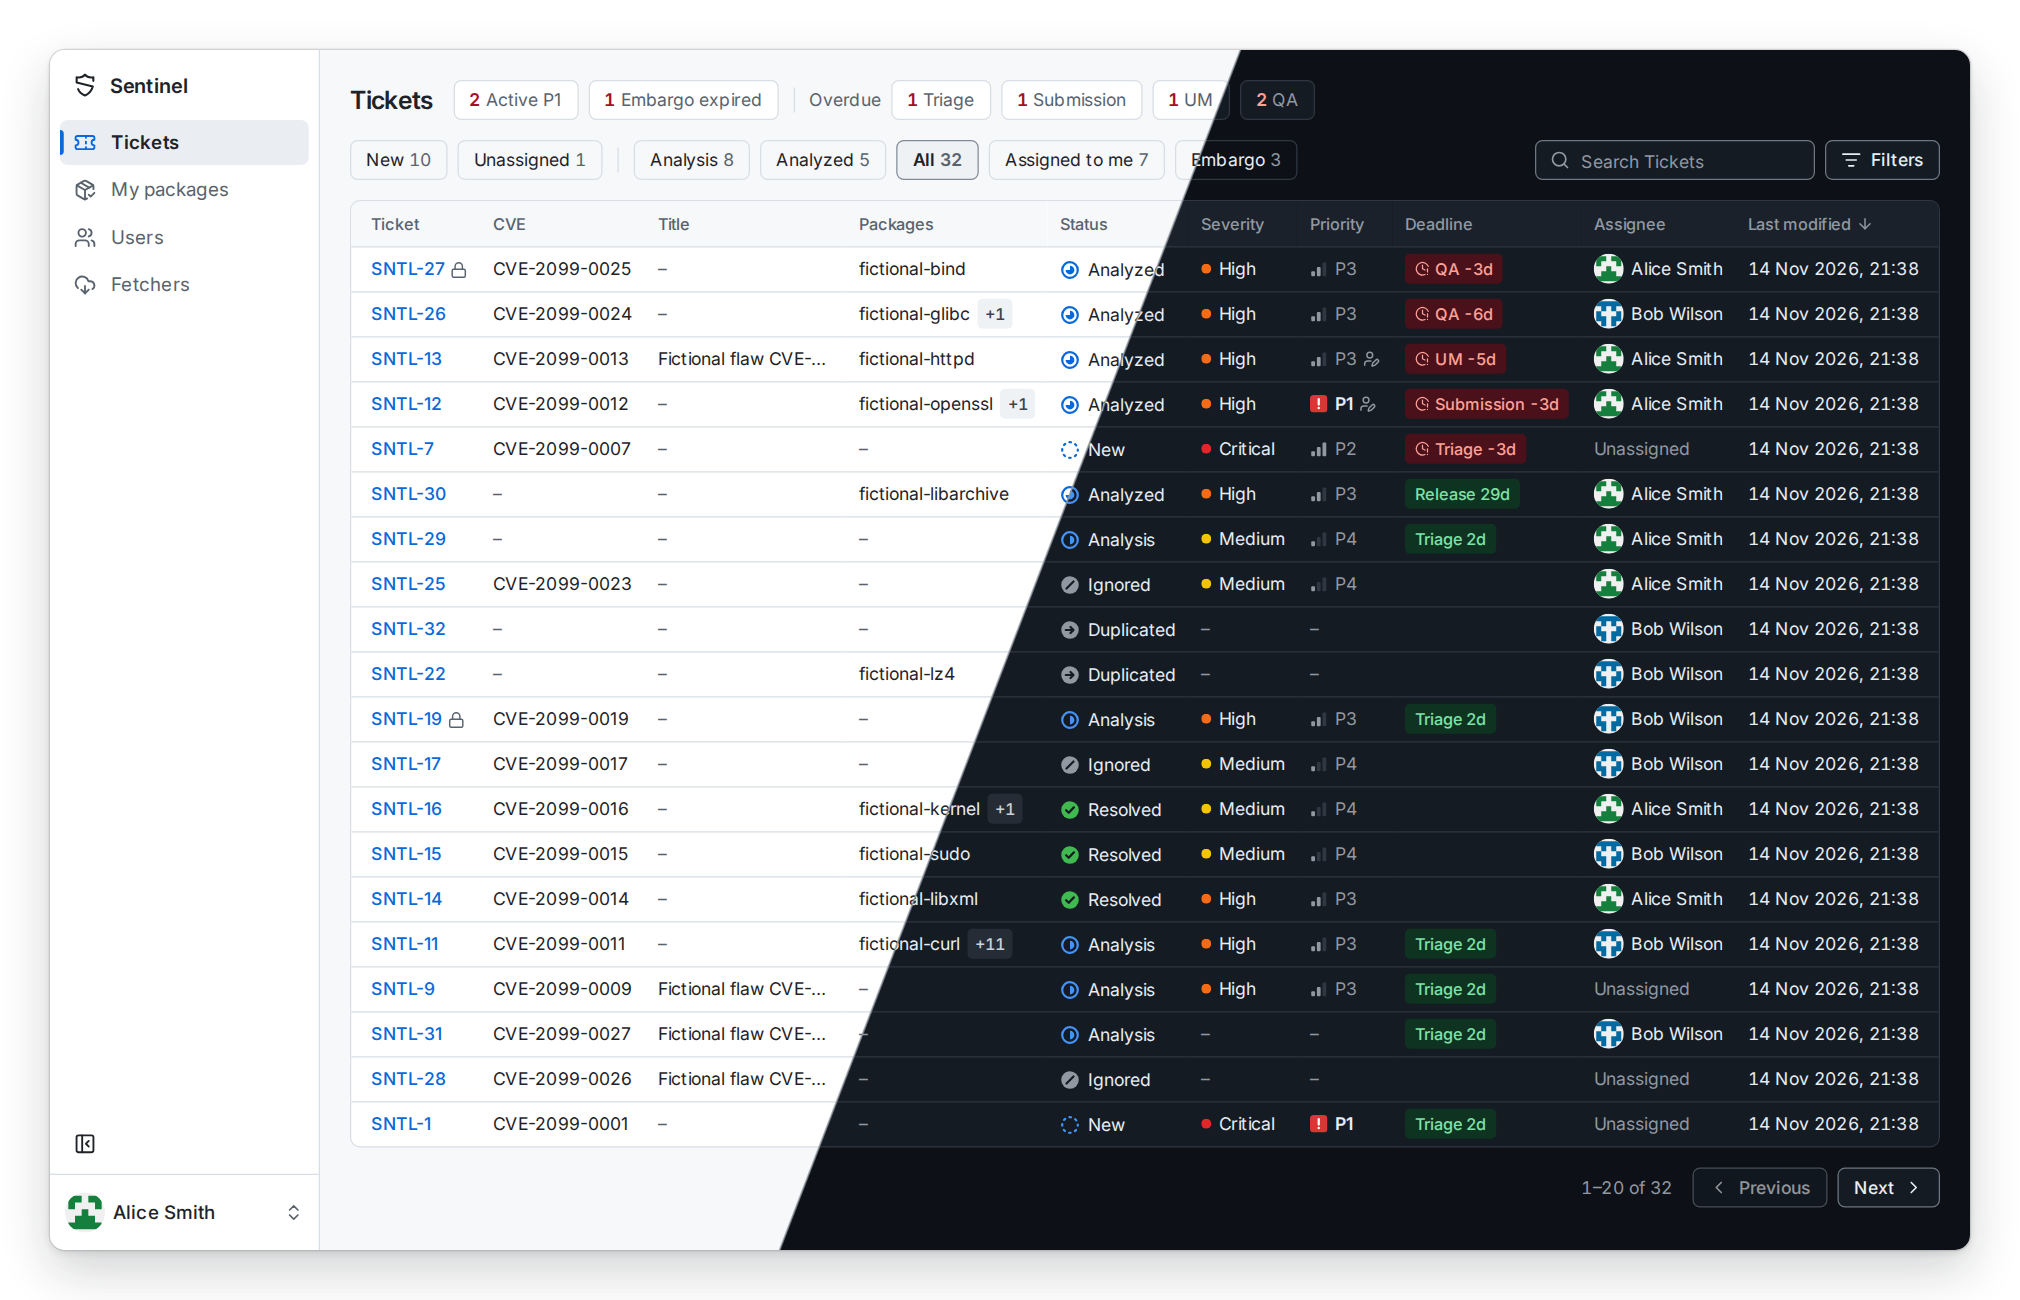 Sentinel
Tickets
My packages
Users
Fetchers
Alice Smith
Tickets 2 Active P1 1 Embargo expired Overdue 1 Triage 1 Submission 1 UM 2 QA
New 10 Unassigned 1 Analysis 8 Analyzed 5 All 32 Assigned to me 7 Embargo 3 Search Tickets Filters
Ticket CVE Title Packages Status Severity Priority Deadline Assignee Last modified
SNTL-27 CVE-2099-0025 – fictional-bind Analyzed High P3 QA -3d Alice Smith 14 Nov 2026, 21:38
SNTL-26 CVE-2099-0024 – fictional-glibc +1 Analyzed High P3 QA -6d Bob Wilson 14 Nov 2026, 21:38
SNTL-13 CVE-2099-0013 Fictional flaw CVE-... fictional-httpd Analyzed High P3 UM -5d Alice Smith 14 Nov 2026, 21:38
SNTL-12 CVE-2099-0012 – fictional-openssl +1 Analyzed High P1 Submission -3d Alice Smith 14 Nov 2026, 21:38
SNTL-7 CVE-2099-0007 – – New Critical P2 Triage -3d Unassigned 14 Nov 2026, 21:38
SNTL-30 – – fictional-libarchive Analyzed High P3 Release 29d Alice Smith 14 Nov 2026, 21:38
SNTL-29 – – – Analysis Medium P4 Triage 2d Alice Smith 14 Nov 2026, 21:38
SNTL-25 CVE-2099-0023 – – Ignored Medium P4 Alice Smith 14 Nov 2026, 21:38
SNTL-32 – – – Duplicated – – Bob Wilson 14 Nov 2026, 21:38
SNTL-22 – – fictional-lz4 Duplicated – – Bob Wilson 14 Nov 2026, 21:38
SNTL-19 CVE-2099-0019 – – Analysis High P3 Triage 2d Bob Wilson 14 Nov 2026, 21:38
SNTL-17 CVE-2099-0017 – – Ignored Medium P4 Bob Wilson 14 Nov 2026, 21:38
SNTL-16 CVE-2099-0016 – fictional-kernel +1 Resolved Medium P4 Alice Smith 14 Nov 2026, 21:38
SNTL-15 CVE-2099-0015 – fictional-sudo Resolved Medium P4 Bob Wilson 14 Nov 2026, 21:38
SNTL-14 CVE-2099-0014 – fictional-libxml Resolved High P3 Alice Smith 14 Nov 2026, 21:38
SNTL-11 CVE-2099-0011 – fictional-curl +11 Analysis High P3 Triage 2d Bob Wilson 14 Nov 2026, 21:38
SNTL-9 CVE-2099-0009 Fictional flaw CVE-... – Analysis High P3 Triage 2d Unassigned 14 Nov 2026, 21:38
SNTL-31 CVE-2099-0027 Fictional flaw CVE-... – Analysis – – Triage 2d Bob Wilson 14 Nov 2026, 21:38
SNTL-28 CVE-2099-0026 Fictional flaw CVE-... – Ignored – – Unassigned 14 Nov 2026, 21:38
SNTL-1 CVE-2099-0001 – – New Critical P1 Triage 2d Unassigned 14 Nov 2026, 21:38
1–20 of 32 Previous Next